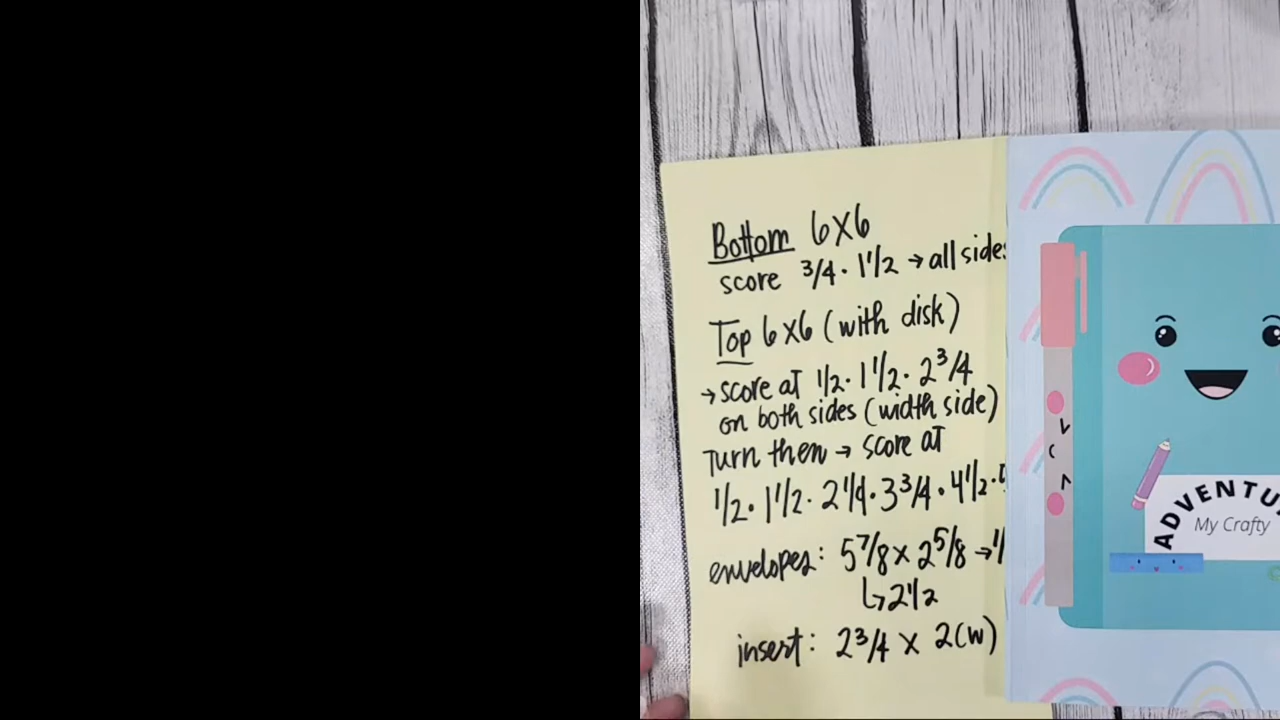 Bottom 6X6
score 3/4 · 1 1/2 → all sides
Top 6X6 (with disk)
→ score at 1/2 · 1 1/2 · 2 3/4
on both sides (width side)
Turn then → score at
1/2 · 1 1/2 · 2 1/4 · 3 3/4 · 4 1/2 ·
envelopes: 5 7/8 x 2 5/8 →
↳ 2 1/2
insert: 2 3/4 x 2 (w)
My Crafty